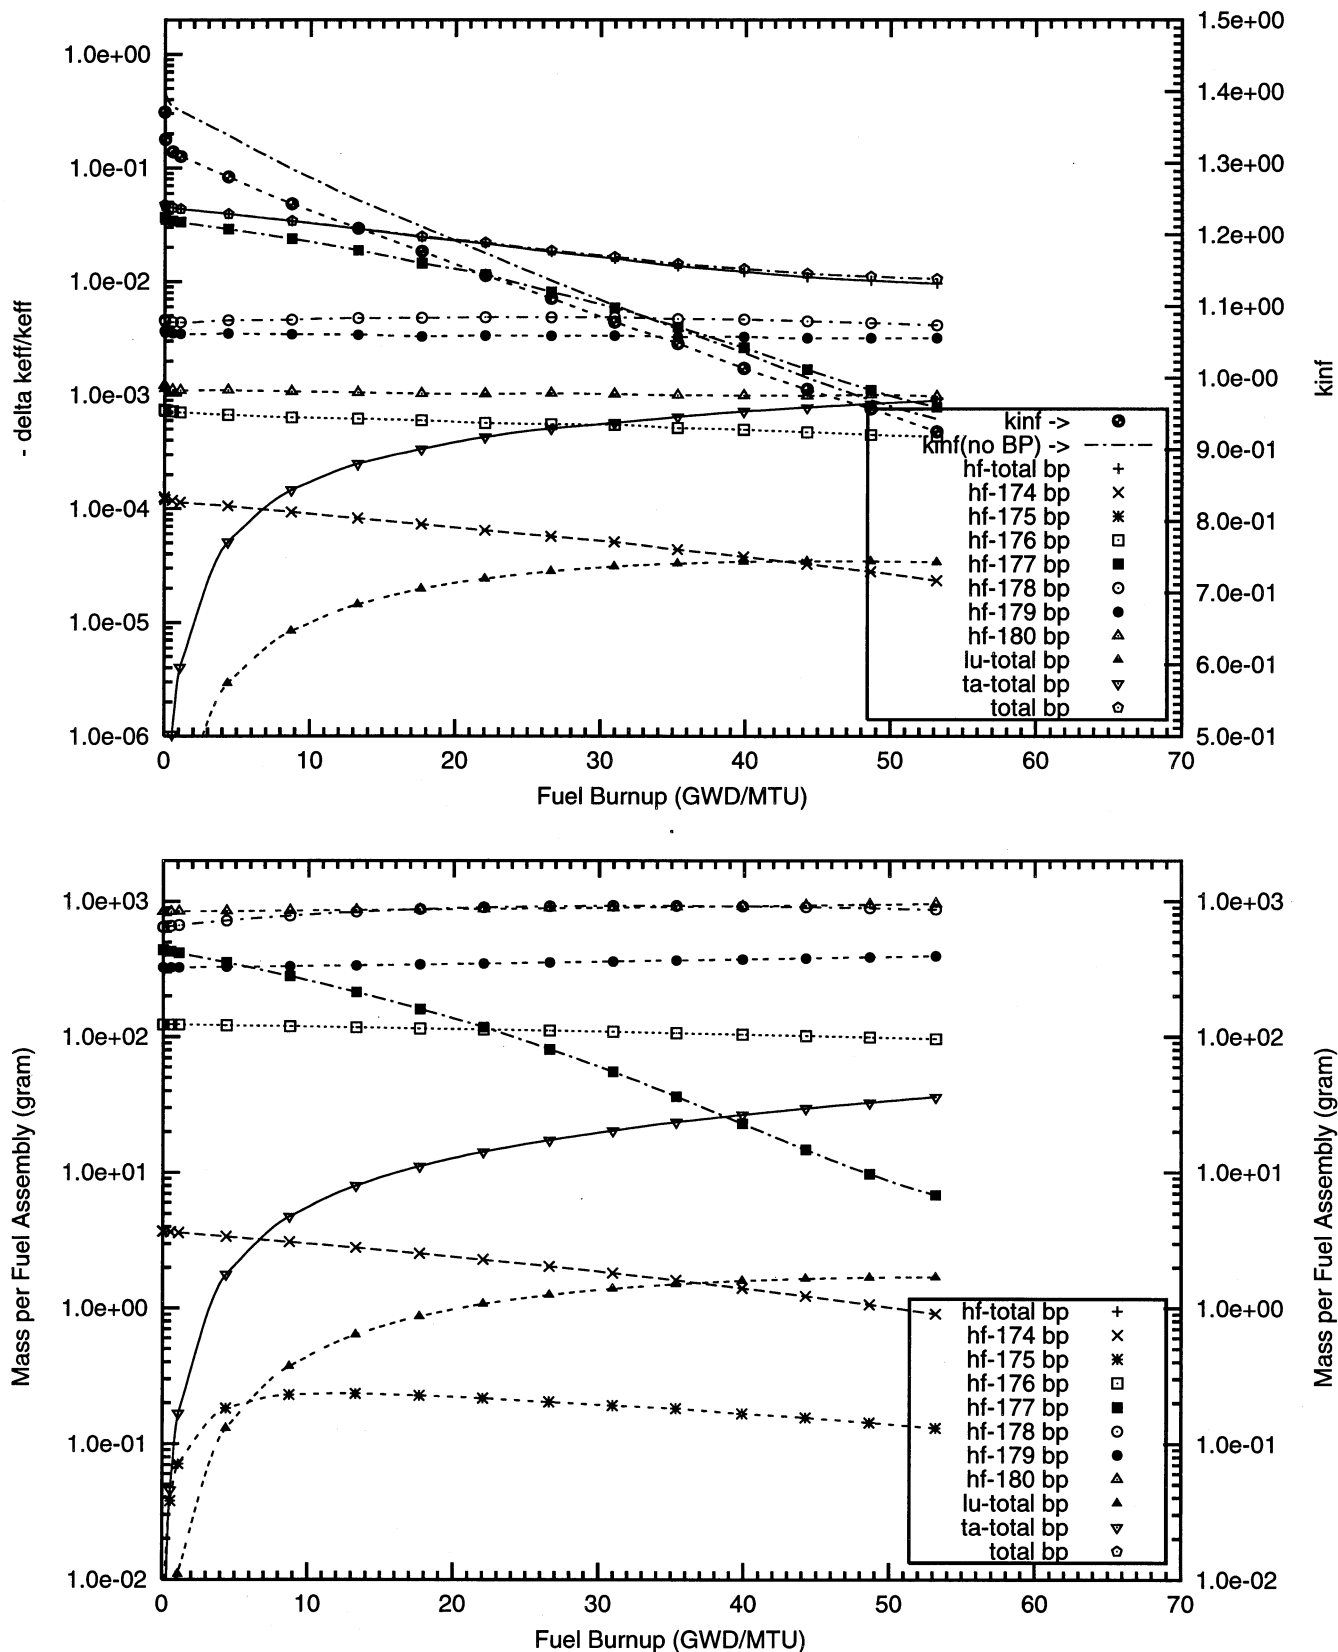 1.0e+00
1.0e-01
1.0e-02
1.0e-03
1.0e-04
1.0e-05
1.0e-06
- delta keff/keff
1.5e+00
1.4e+00
1.3e+00
1.2e+00
1.1e+00
1.0e-00
9.0e-01
8.0e-01
7.0e-01
6.0e-01
5.0e-01
kinf
kinf ->
kinf(no BP) ->
hf-total bp
hf-174 bp
hf-175 bp
hf-176 bp
hf-177 bp
hf-178 bp
hf-179 bp
hf-180 bp
lu-total bp
ta-total bp
total bp
0 10 20 30 40 50 60 70
Fuel Burnup (GWD/MTU)
1.0e+03
1.0e+02
1.0e+01
1.0e+00
1.0e-01
1.0e-02
Mass per Fuel Assembly (gram)
1.0e+03
1.0e+02
1.0e+01
1.0e+00
1.0e-01
1.0e-02
Mass per Fuel Assembly (gram)
hf-total bp
hf-174 bp
hf-175 bp
hf-176 bp
hf-177 bp
hf-178 bp
hf-179 bp
hf-180 bp
lu-total bp
ta-total bp
total bp
0 10 20 30 40 50 60 70
Fuel Burnup (GWD/MTU)